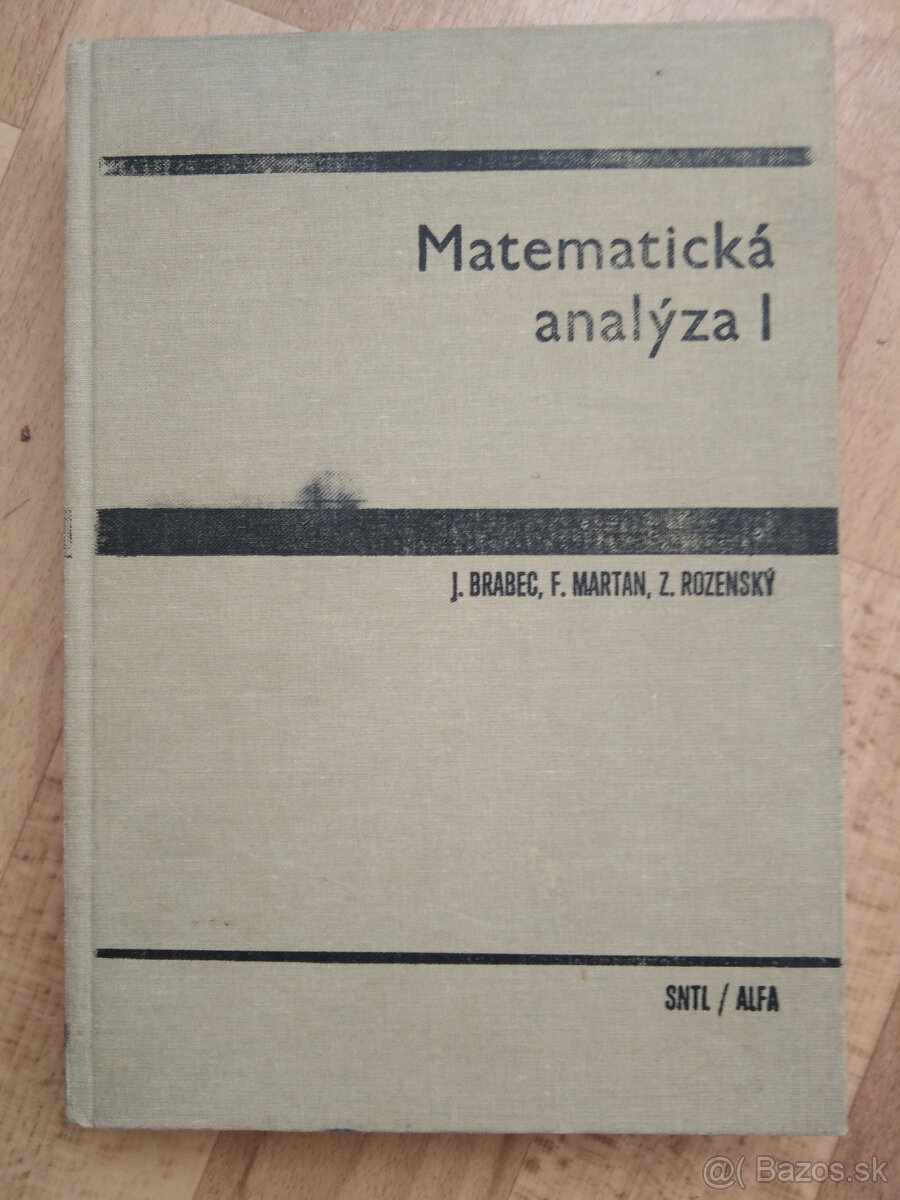 Matematická
analýza I
J. BRABEC, F. MARTAN, Z. ROZENSKÝ
SNTL / ALFA
@( Bazos.sk